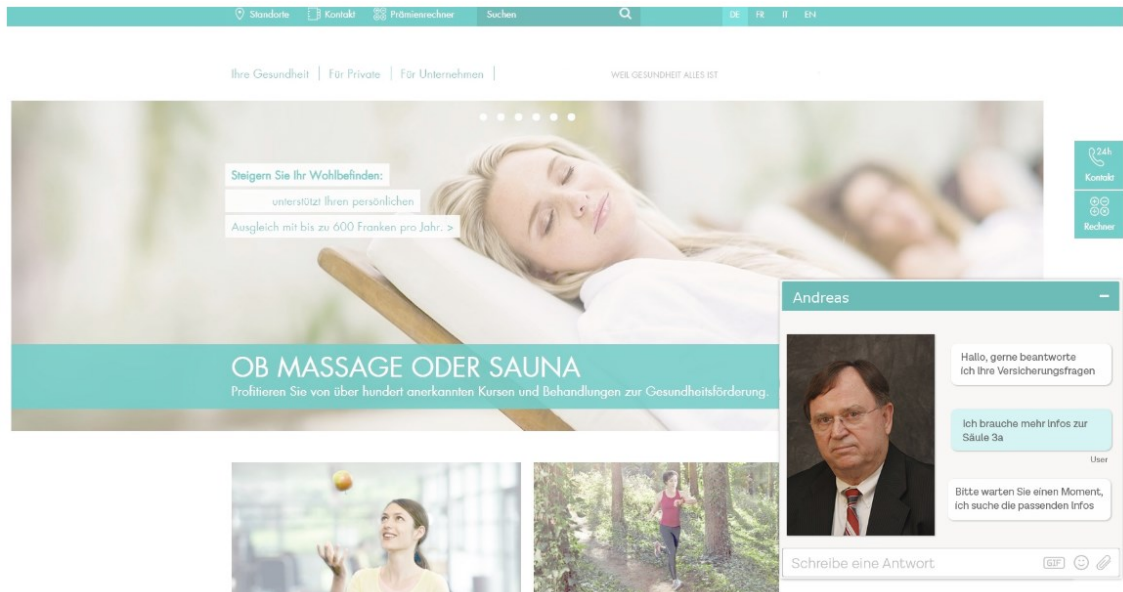 Standorte Kontakt Prämienrechner Suchen DE FR IT EN
Ihre Gesundheit Für Private Für Unternehmen
WEIL GESUNDHEIT ALLES IST
Steigern Sie Ihr Wohlbefinden:
unterstützt Ihren persönlichen
Ausgleich mit bis zu 600 Franken pro Jahr. >
24h
Kontakt
Rechner
OB MASSAGE ODER SAUNA
Profitieren Sie von über hundert anerkannten Kursen und Behandlungen zur Gesundheitsförderung.
Andreas
Hallo, gerne beantworte
ich Ihre Versicherungsfragen
Ich brauche mehr Infos zur
Säule 3a
User
Bitte warten Sie einen Moment,
ich suche die passenden Infos
Schreibe eine Antwort GIF